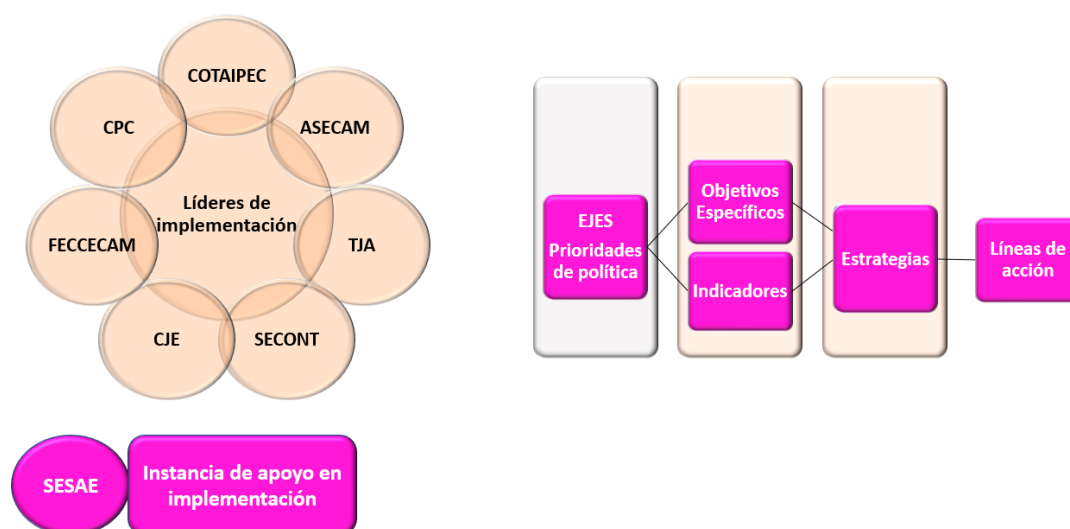 COTAIPEC
CPC
ASECAM
Líderes de
implementación
FECCECAM
TJA
CJE
SECONT
SESAE
Instancia de apoyo en
implementación
EJES
Prioridades
de política
Objetivos
Específicos
Indicadores
Estrategias
Líneas de
acción